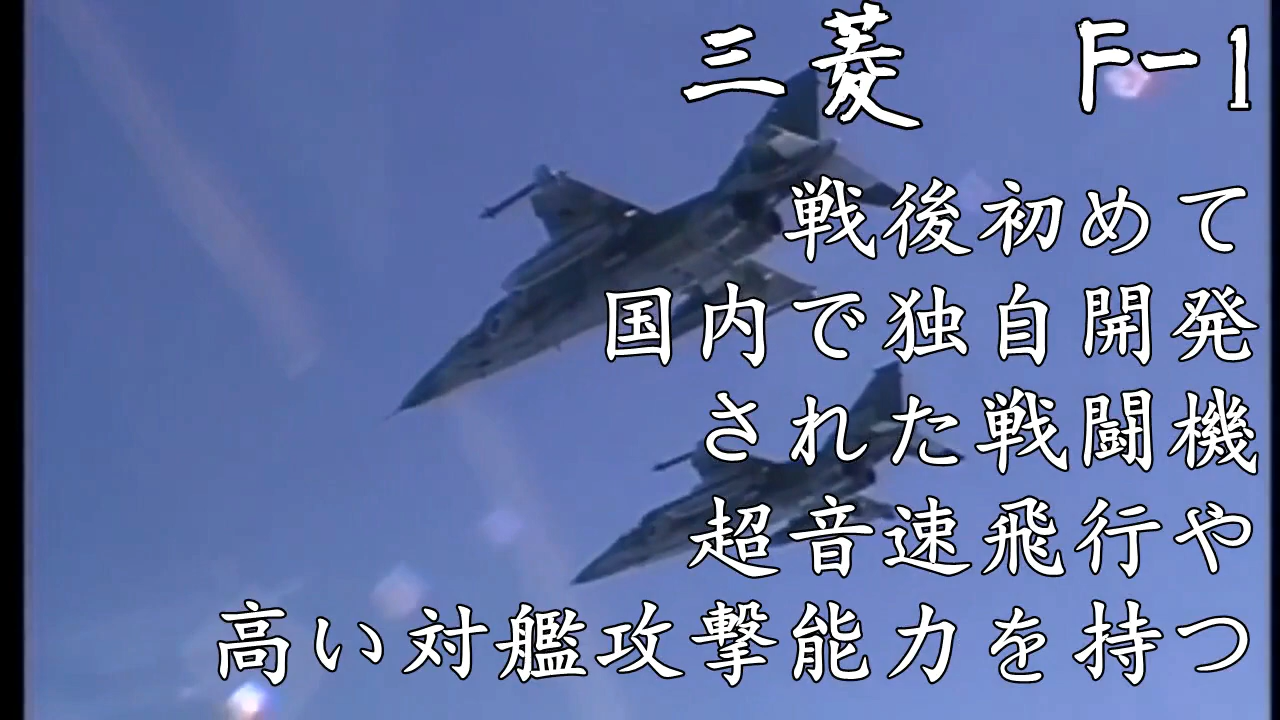 三菱　F-1
戦後初めて
国内で独自開発
された戦闘機
超音速飛行や
高い対艦攻撃能力を持つ